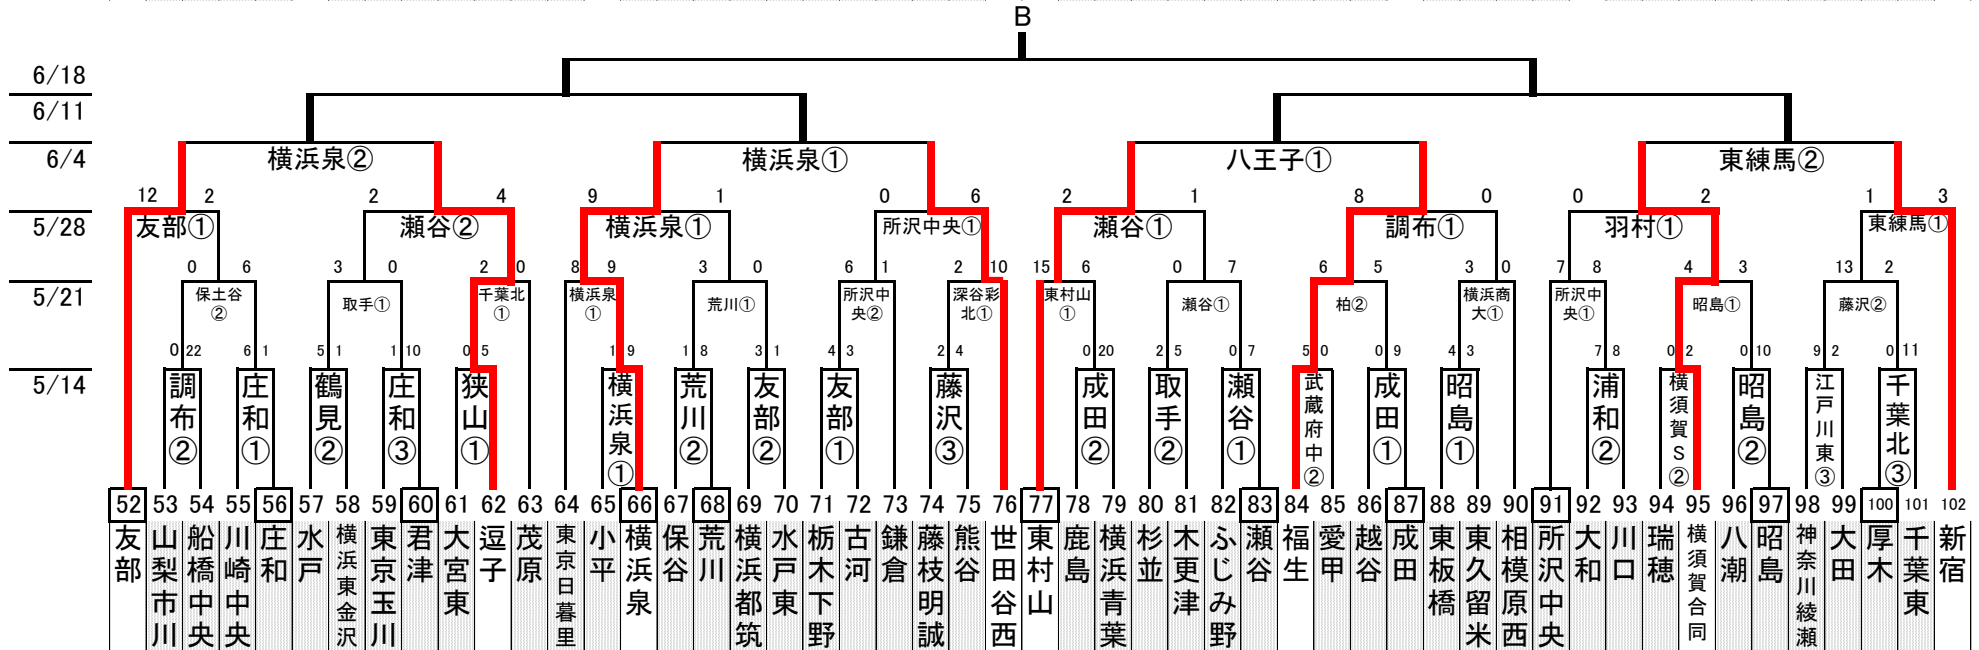 B
6/18
6/11
6/4
横浜泉② 横浜泉① 八王子① 東練馬②
12 2 2 4 9 1 0 6 2 1 8 0 0 2 1 3
5/28
友部① 瀬谷② 横浜泉① 所沢中央① 瀬谷① 調布① 羽村① 東練馬①
0 6 3 0 2 0 8 9 3 0 6 1 2 10 15 6 0 7 6 5 3 0 7 8 4 3 13 2
5/21
保土谷② 取手① 千葉北① 横浜泉① 荒川① 所沢中央② 深谷彩北① 東村山① 瀬谷① 柏② 横浜商大① 所沢中央① 昭島① 藤沢②
0 22 6 1 5 1 1 10 0 5 1 9 1 8 3 1 4 3 2 4 0 20 2 5 0 7 5 0 0 9 4 3 7 8 0 2 0 10 9 2 0 11
5/14
調布② 庄和① 鶴見② 庄和③ 狭山① 横浜泉① 荒川② 友部② 友部① 藤沢③ 成田② 取手② 瀬谷① 武蔵府中② 成田① 昭島① 浦和② 横須賀S② 昭島② 江戸川東③ 千葉北③
52 53 54 55 56 57 58 59 60 61 62 63 64 65 66 67 68 69 70 71 72 73 74 75 76 77 78 79 80 81 82 83 84 85 86 87 88 89 90 91 92 93 94 95 96 97 98 99 100 101 102
友部
山梨市川
船橋中央
川崎中央
庄和
水戸
横浜東金沢
東京玉川
君津
大宮東
逗子
茂原
東京日暮里
小平
横浜泉
保谷
荒川
横浜都筑
水戸東
栃木下野
古河
鎌倉
藤枝明誠
熊谷
世田谷西
東村山
鹿島
横浜青葉
杉並
木更津
ふじみ野
瀬谷
福生
愛甲
越谷
成田
東板橋
東久留米
相模原西
所沢中央
大和
川口
瑞穂
横須賀合同
八潮
昭島
神奈川綾瀬
大田
厚木
千葉東
新宿